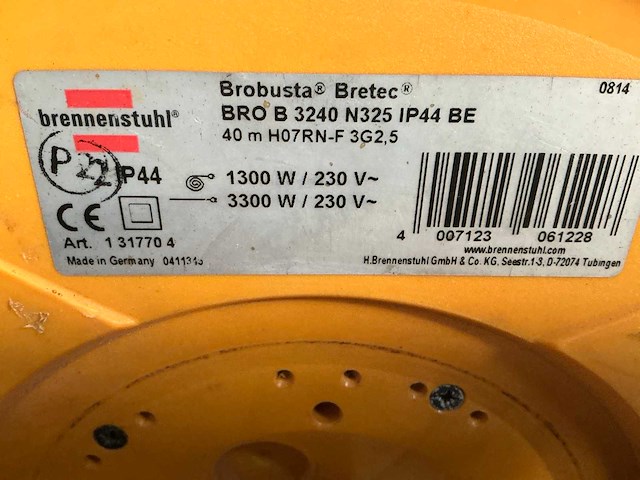 Brobusta® Bretec®
0814
brennenstuhl®
BRO B 3240 N325 IP44 BE
40 m H07RN-F 3G2,5
P 22
IP44
1300 W / 230 V~
3300 W / 230 V~
CE
4 007123 061228
Art. 1 31770 4
www.brennenstuhl.com
Made in Germany
H.Brennenstuhl GmbH & Co. KG. Seestr.1-3, D-72074 Tübingen